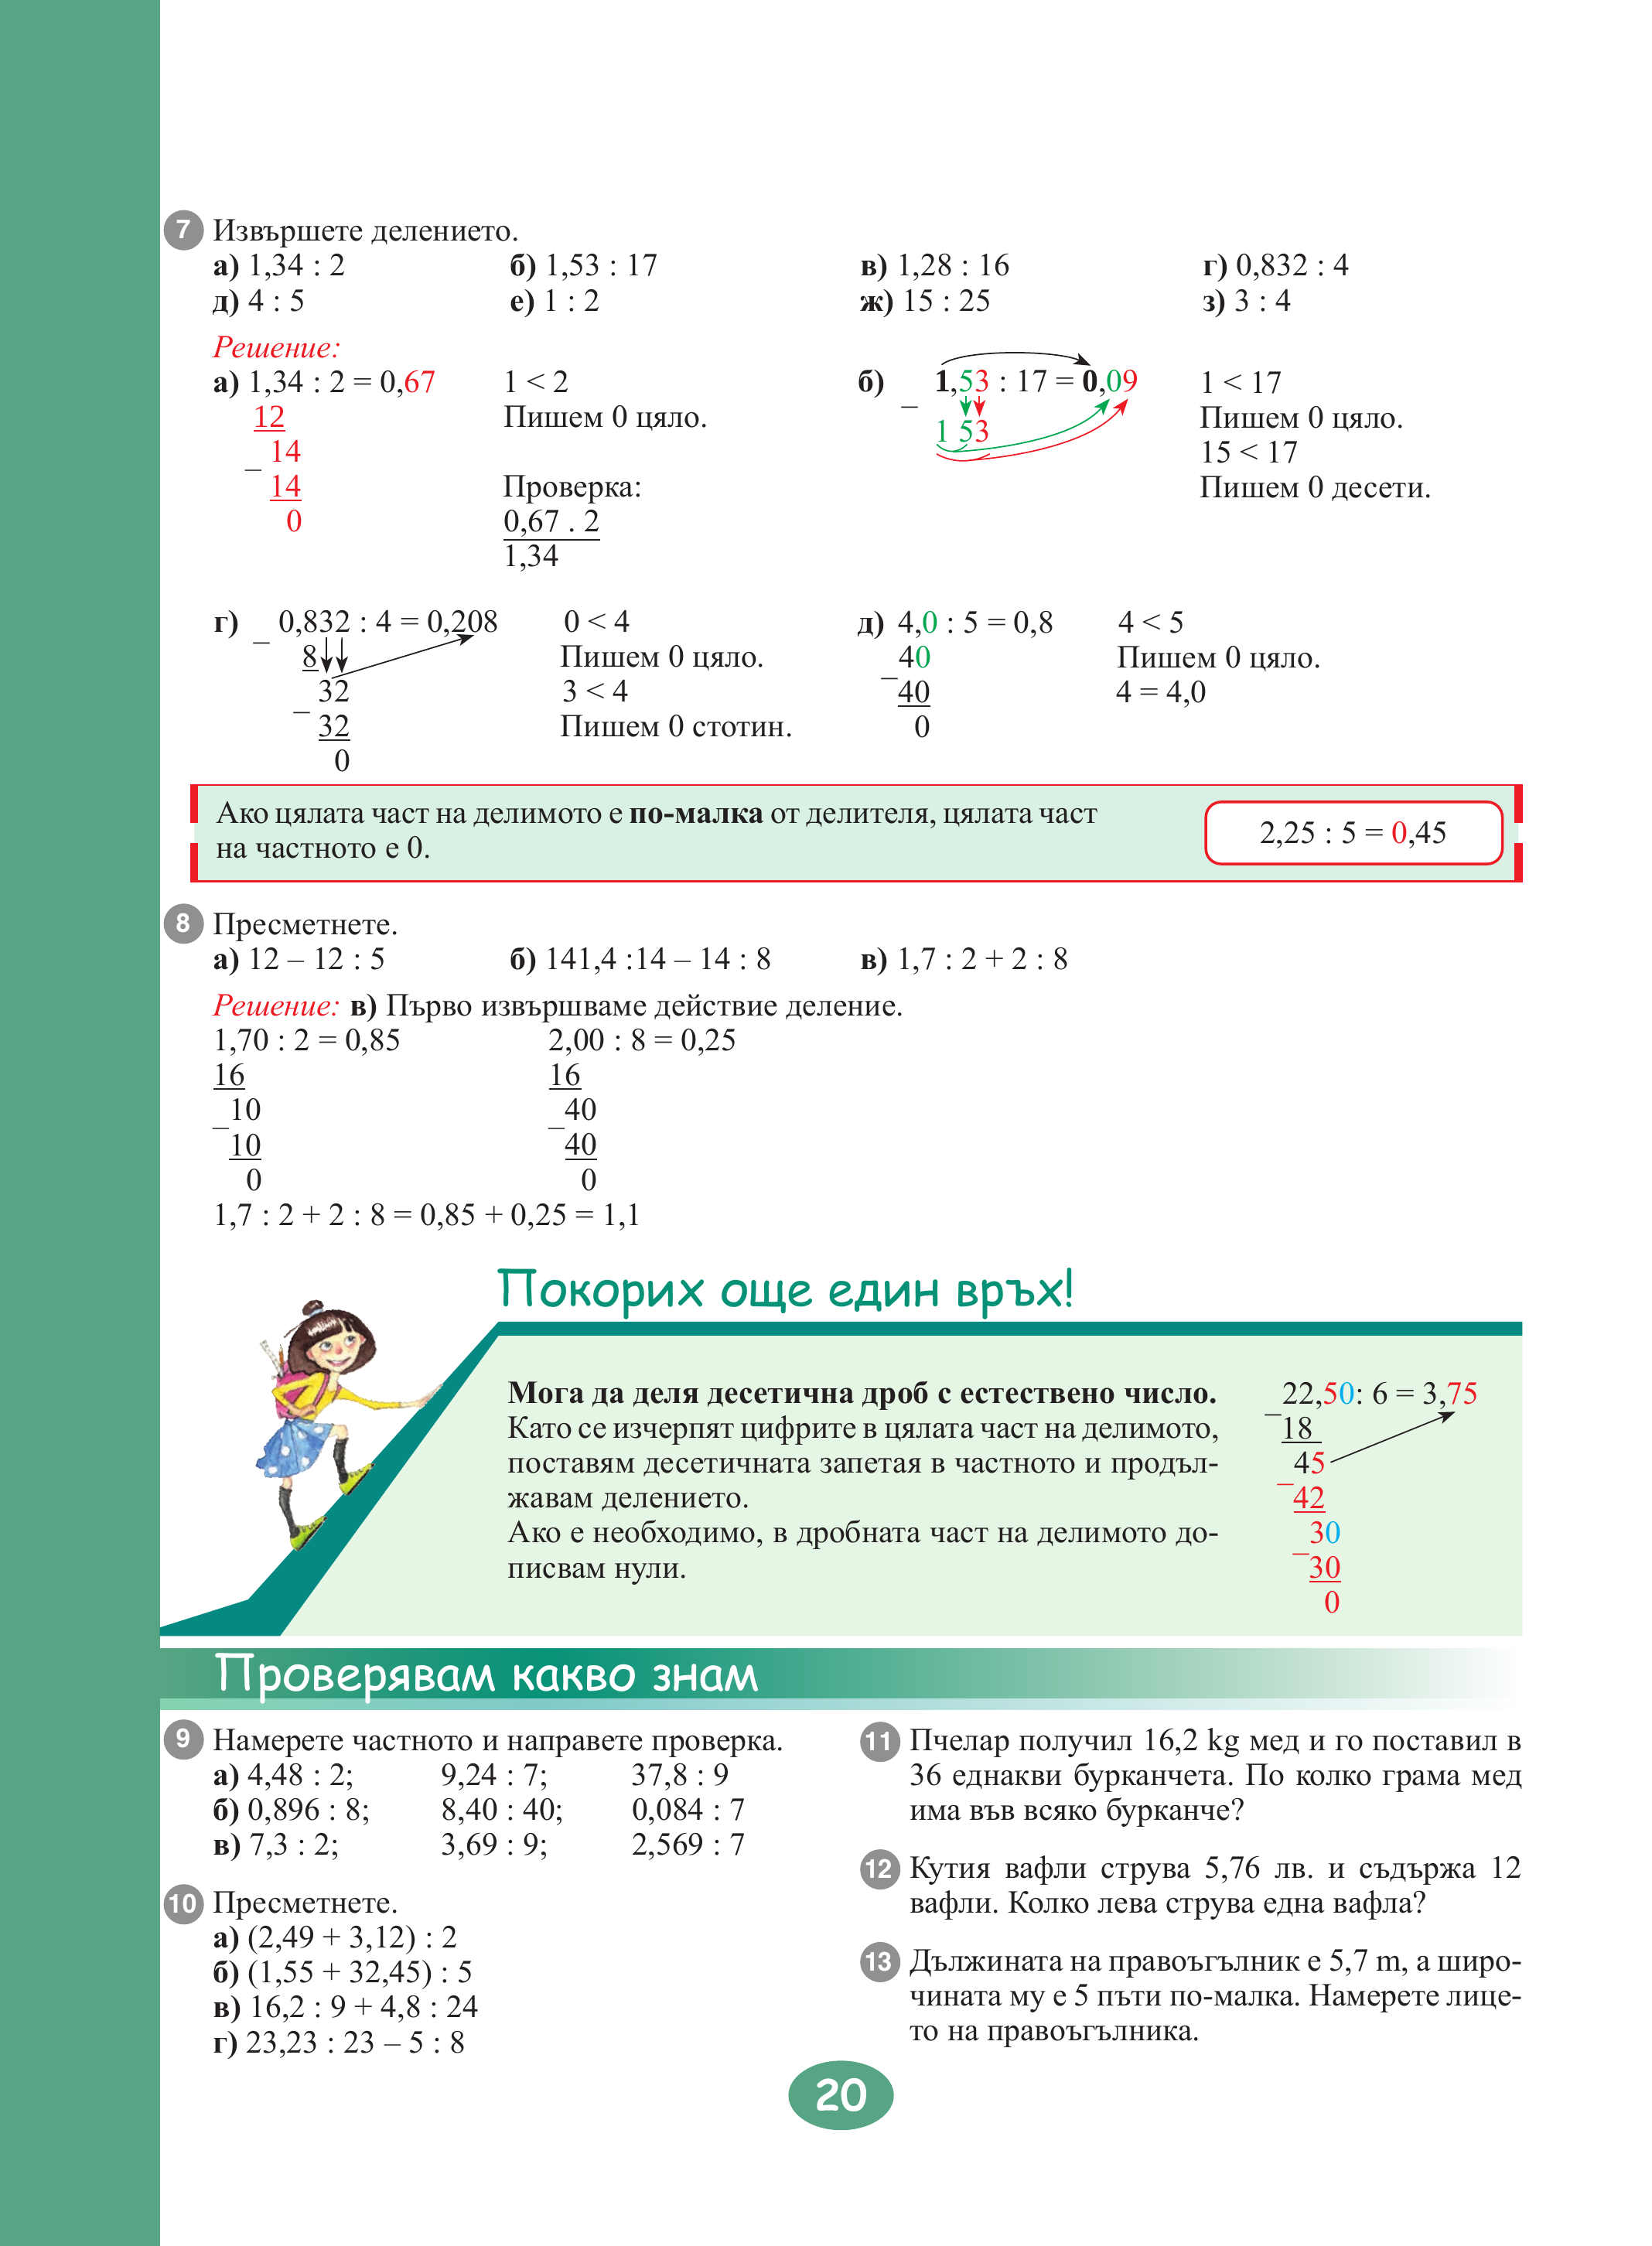 7 Извършете делението.
а) 1,34 : 2 б) 1,53 : 17 в) 1,28 : 16 г) 0,832 : 4
д) 4 : 5 е) 1 : 2 ж) 15 : 25 з) 3 : 4
Решение:
а) 1,34 : 2 = 0,67 1 < 2
12 Пишем 0 цяло.
14
– 14 Проверка:
0 0,67 . 2
1,34
б) – 1,53 : 17 = 0,09 1 < 17
1 53 Пишем 0 цяло.
15 < 17
Пишем 0 десети.
г) – 0,832 : 4 = 0,208 0 < 4
8 Пишем 0 цяло.
32 3 < 4
– 32 Пишем 0 стотин.
0
д) 4,0 : 5 = 0,8 4 < 5
40 Пишем 0 цяло.
– 40 4 = 4,0
0
Ако цялата част на делимото е по-малка от делителя, цялата част
на частното е 0.
2,25 : 5 = 0,45
8 Пресметнете.
а) 12 – 12 : 5 б) 141,4 :14 – 14 : 8 в) 1,7 : 2 + 2 : 8
Решение: в) Първо извършваме действие деление.
1,70 : 2 = 0,85 2,00 : 8 = 0,25
16 16
10 40
– 10 – 40
0 0
1,7 : 2 + 2 : 8 = 0,85 + 0,25 = 1,1
Покорих още един връх!
Мога да деля десетична дроб с естествено число.
Като се изчерпят цифрите в цялата част на делимото,
поставям десетичната запетая в частното и продъл-
жавам делението.
Ако е необходимо, в дробната част на делимото до-
писвам нули.
22,50: 6 = 3,75
– 18
45
– 42
30
– 30
0
Проверявам какво знам
9 Намерете частното и направете проверка.
а) 4,48 : 2; 9,24 : 7; 37,8 : 9
б) 0,896 : 8; 8,40 : 40; 0,084 : 7
в) 7,3 : 2; 3,69 : 9; 2,569 : 7
10 Пресметнете.
а) (2,49 + 3,12) : 2
б) (1,55 + 32,45) : 5
в) 16,2 : 9 + 4,8 : 24
г) 23,23 : 23 – 5 : 8
11 Пчелар получил 16,2 kg мед и го поставил в
36 еднакви бурканчета. По колко грама мед
има във всяко бурканче?
12 Кутия вафли струва 5,76 лв. и съдържа 12
вафли. Колко лева струва една вафла?
13 Дължината на правоъгълник е 5,7 m, а широ-
чината му е 5 пъти по-малка. Намерете лице-
то на правоъгълника.
20